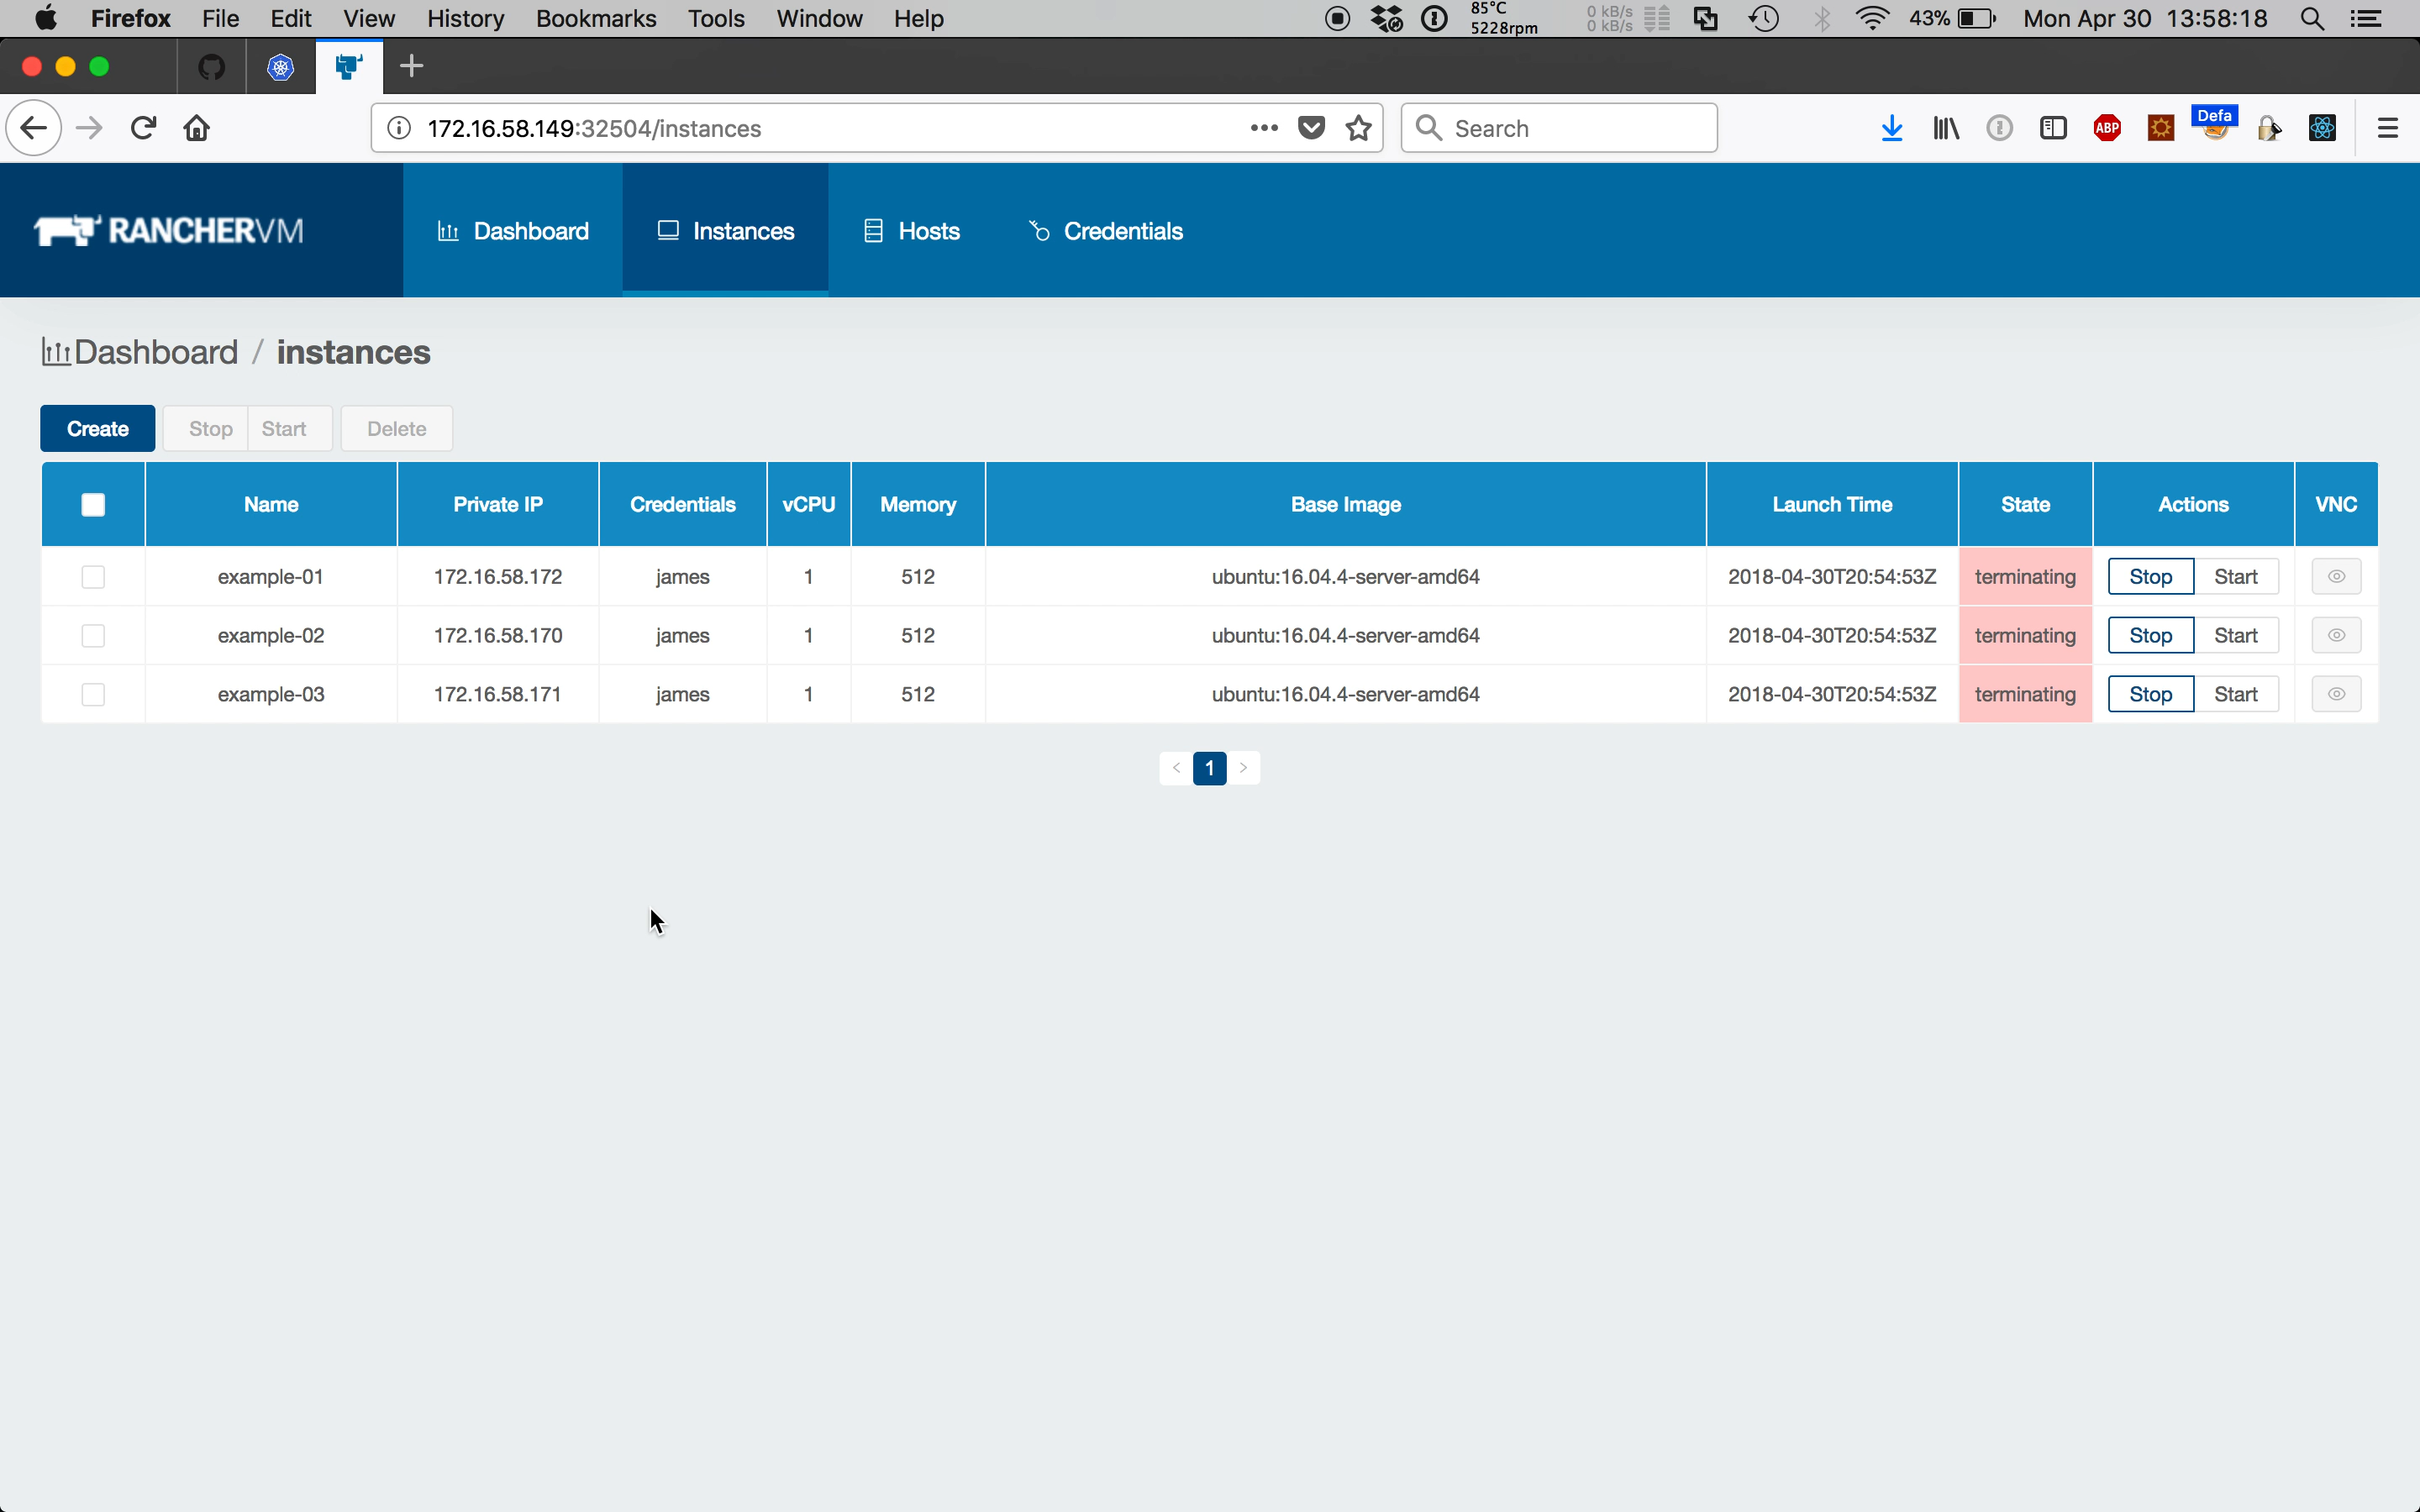 Firefox File Edit View History Bookmarks Tools Window Help 85°C 5228rpm 0 kB/s 0 kB/s 43% Mon Apr 30 13:58:18
172.16.58.149:32504/instances Search ABP Defa
RANCHERVM Dashboard Instances Hosts Credentials
Dashboard / instances
Create Stop Start Delete
Name Private IP Credentials vCPU Memory Base Image Launch Time State Actions VNC
example-01 172.16.58.172 james 1 512 ubuntu:16.04.4-server-amd64 2018-04-30T20:54:53Z terminating Stop Start
example-02 172.16.58.170 james 1 512 ubuntu:16.04.4-server-amd64 2018-04-30T20:54:53Z terminating Stop Start
example-03 172.16.58.171 james 1 512 ubuntu:16.04.4-server-amd64 2018-04-30T20:54:53Z terminating Stop Start
< 1 >